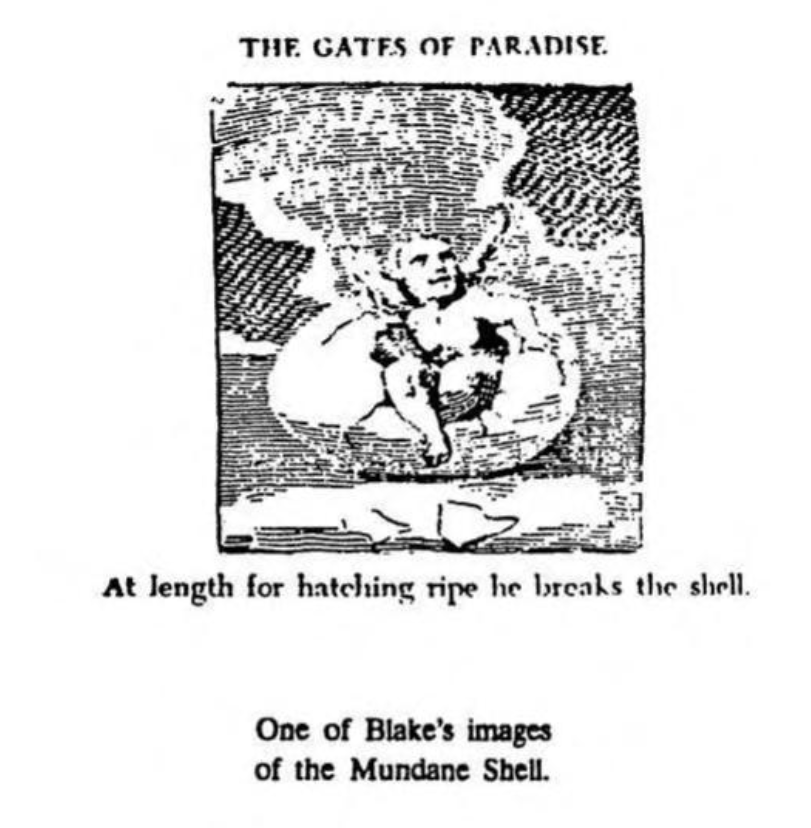 THE GATES OF PARADISE
At length for hatching ripe he breaks the shell.
One of Blake's images
of the Mundane Shell.